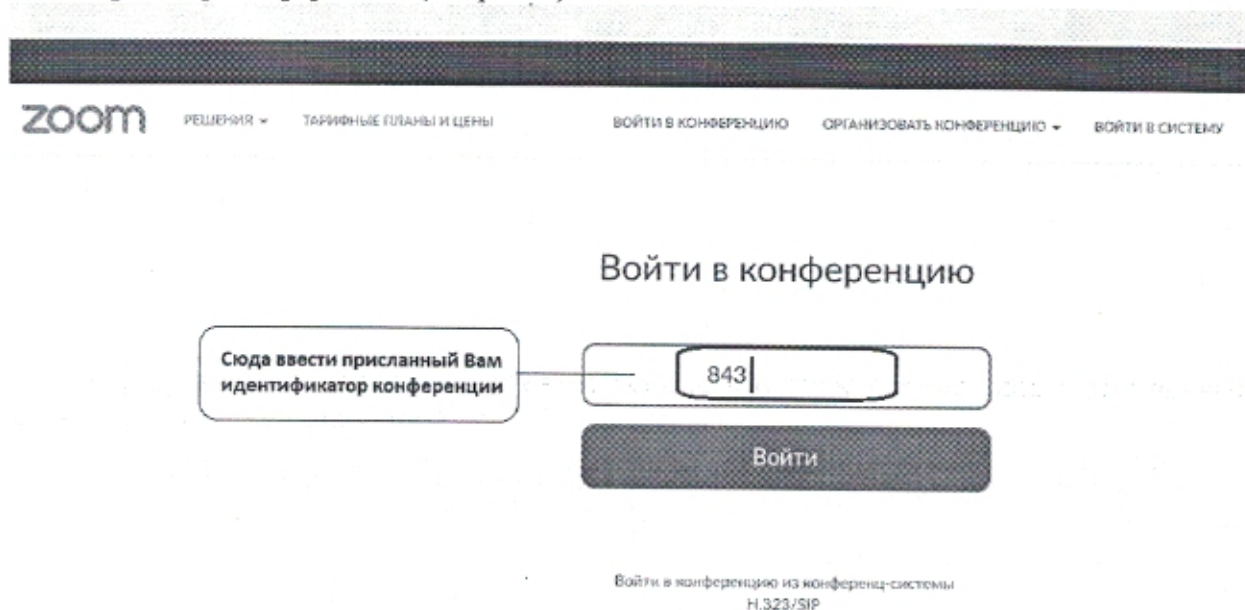 zoom
РЕШЕНИЯ
ТАРИФНЫЕ ПЛАНЫ И ЦЕНЫ
ВОЙТИ В КОНФЕРЕНЦИЮ
ОРГАНИЗОВАТЬ КОНФЕРЕНЦИЮ
ВОЙТИ В СИСТЕМУ
Войти в конференцию
Сюда ввести присланный Вам
идентификатор конференции
843
Войти
Войти в конференцию из конференц-системы
H.323/SIP